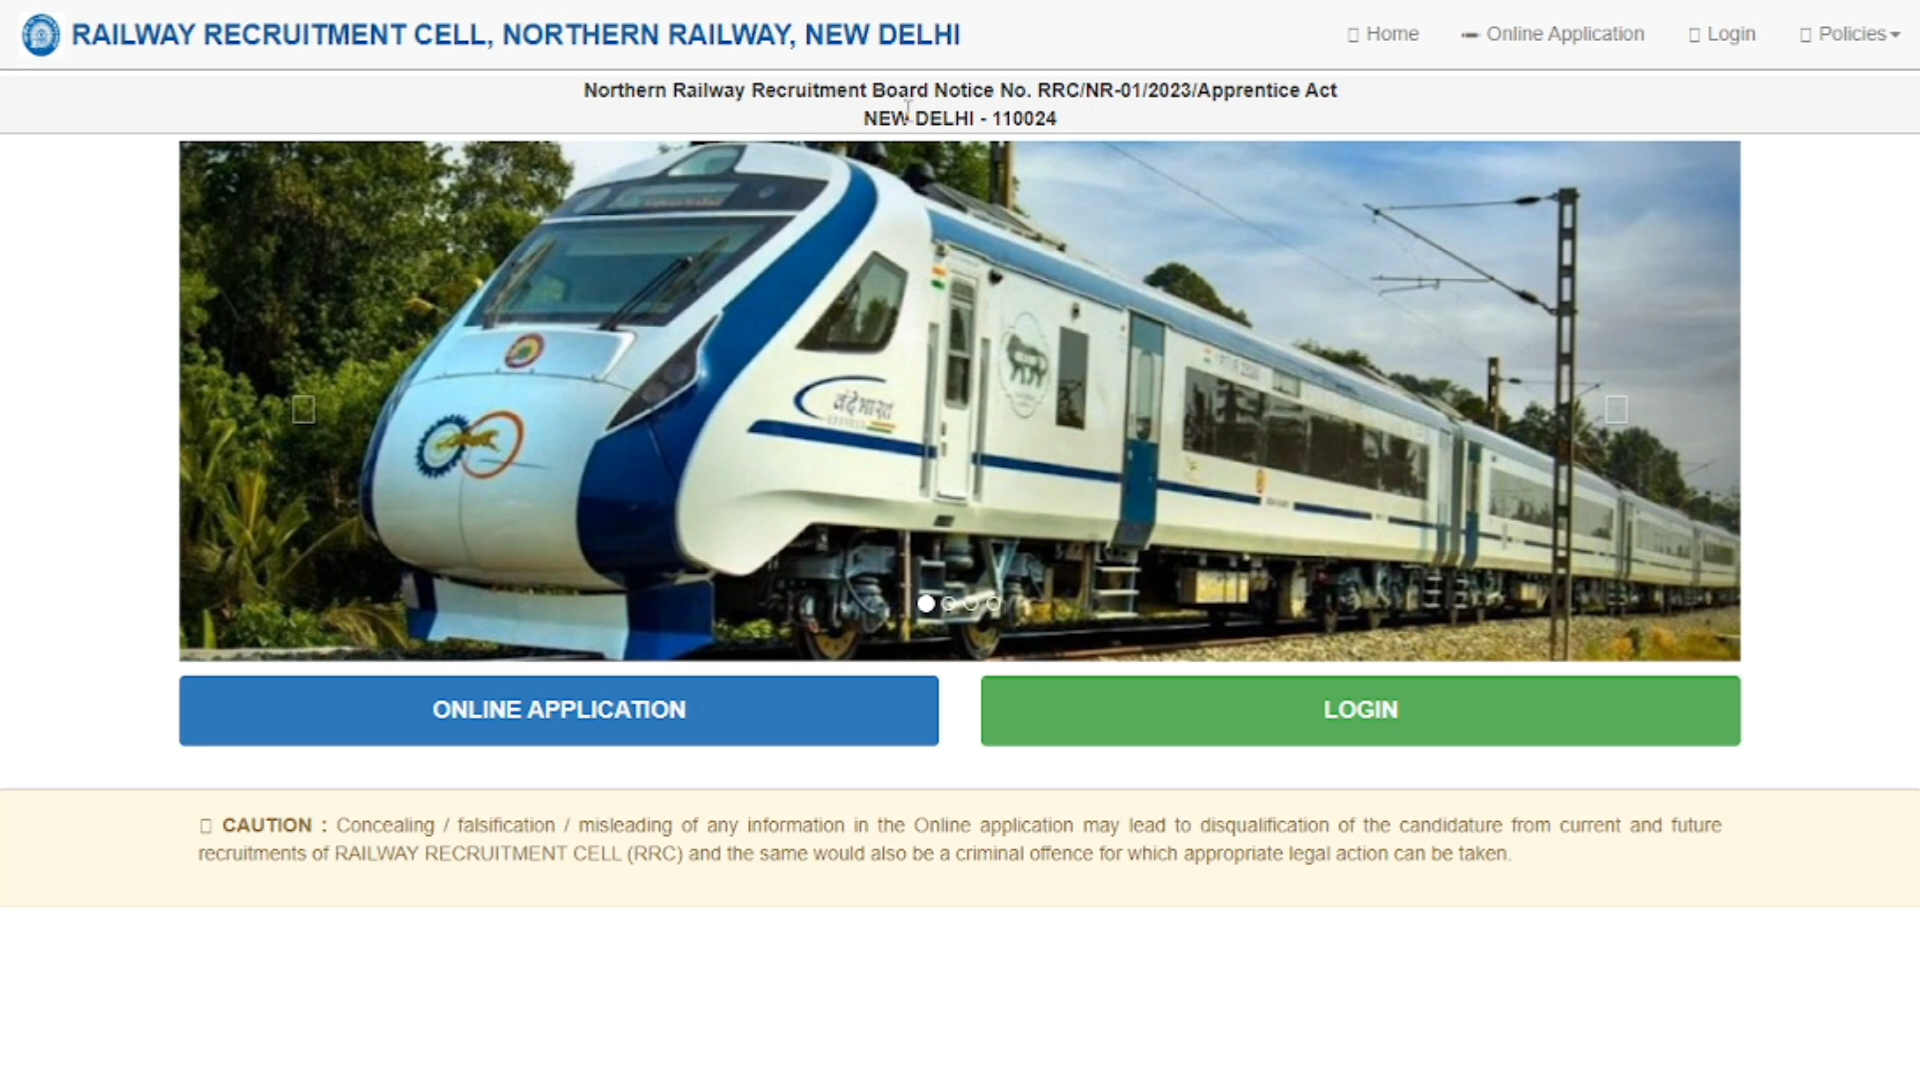 RAILWAY RECRUITMENT CELL, NORTHERN RAILWAY, NEW DELHI
Home Online Application Login Policies
Northern Railway Recruitment Board Notice No. RRC/NR-01/2023/Apprentice Act
NEW DELHI - 110024
वंदे भारत
ONLINE APPLICATION LOGIN
CAUTION : Concealing / falsification / misleading of any information in the Online application may lead to disqualification of the candidature from current and future
recruitments of RAILWAY RECRUITMENT CELL (RRC) and the same would also be a criminal offence for which appropriate legal action can be taken.